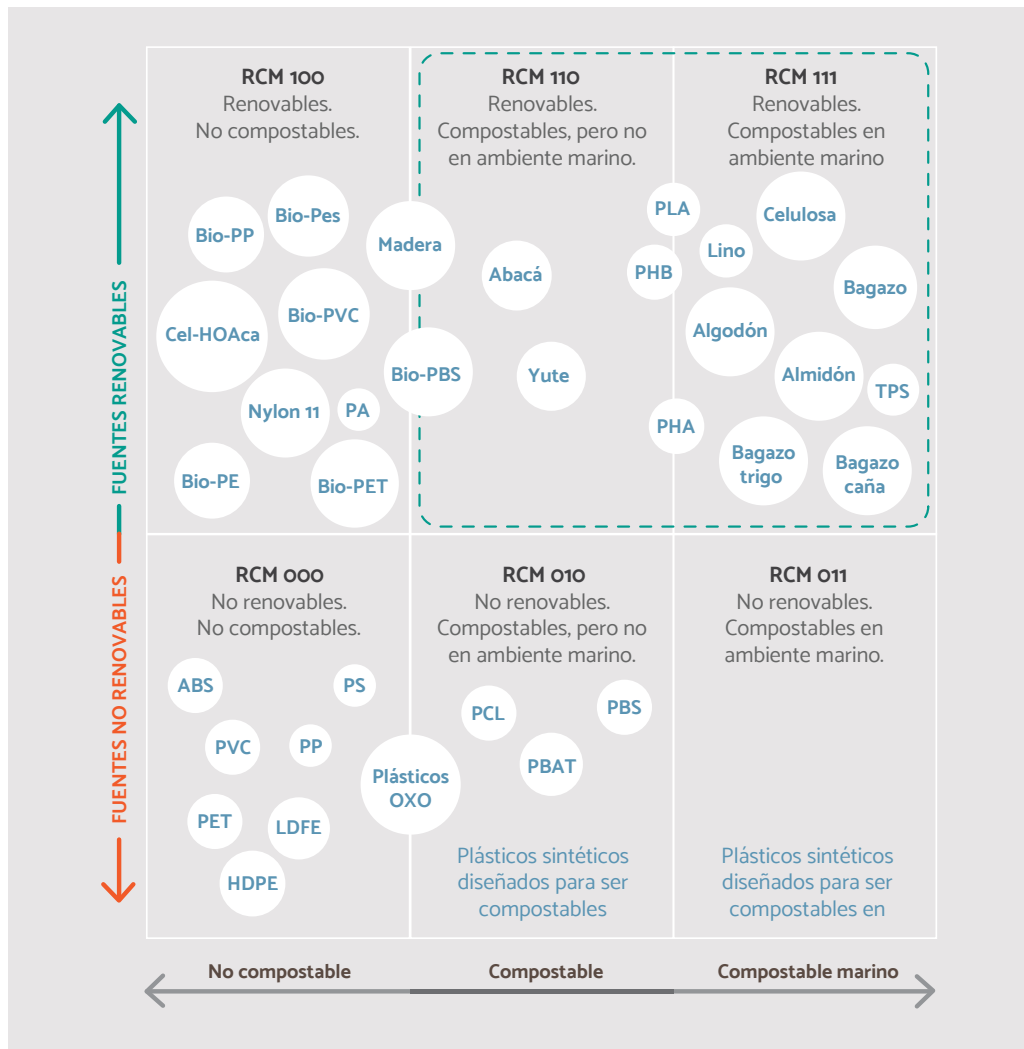 RCM 100
Renovables.
No compostables.
RCM 110
Renovables.
Compostables, pero no
en ambiente marino.
RCM 111
Renovables.
Compostables en
ambiente marino
FUENTES RENOVABLES
Bio-PP
Bio-Pes
Madera
Cel-HOAca
Bio-PVC
Bio-PBS
Nylon 11
PA
Bio-PE
Bio-PET
Abacá
Yute
PLA
PHB
PHA
Lino
Celulosa
Bagazo
Algodón
Almidón
TPS
Bagazo
trigo
Bagazo
caña
FUENTES NO RENOVABLES
RCM 000
No renovables.
No compostables.
RCM 010
No renovables.
Compostables, pero no
en ambiente marino.
RCM 011
No renovables.
Compostables en
ambiente marino.
ABS
PS
PVC
PP
PET
LDFE
HDPE
Plásticos
OXO
PCL
PBS
PBAT
Plásticos sintéticos
diseñados para ser
compostables
Plásticos sintéticos
diseñados para ser
compostables en
No compostable
Compostable
Compostable marino